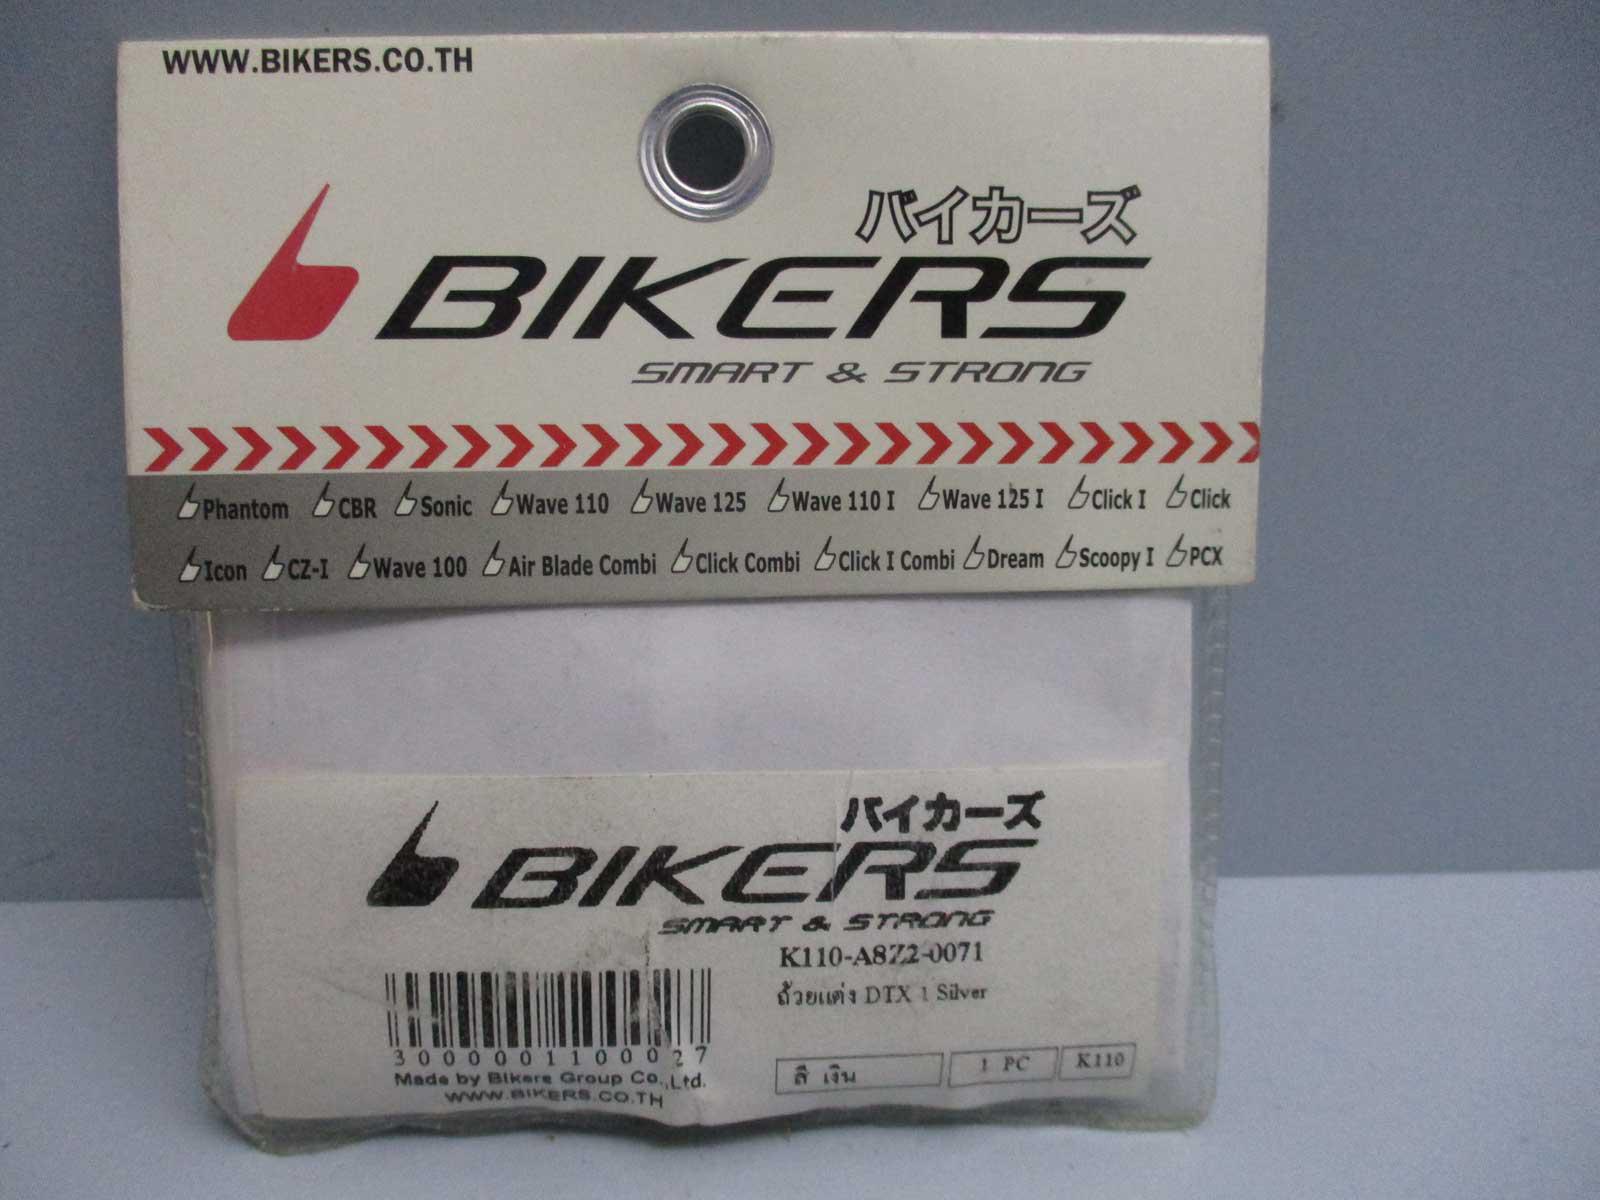 WWW.BIKERS.CO.TH
バイカーズ
BIKERS
SMART & STRONG
Phantom CBR Sonic Wave 110 Wave 125 Wave 110 I Wave 125 I Click I Click
Icon CZ-I Wave 100 Air Blade Combi Click Combi Click I Combi Dream Scoopy I PCX
バイカーズ
BIKERS
SMART & STRONG
K110-A8Z2-0071
ถ้วยแต่ง DTX 1 Silver
300000011000027
สี เงิน 1 PC K110
Made by Bikers Group Co.,Ltd.
WWW.BIKERS.CO.TH